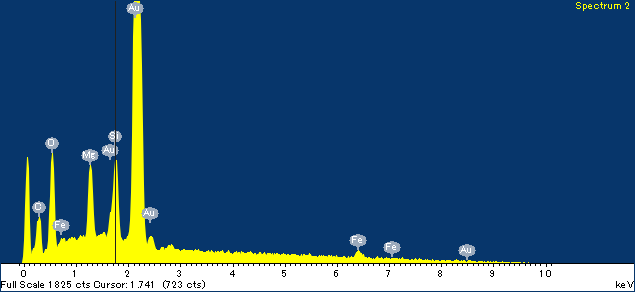 Spectrum 2
Au
Si
O
Mg
Au
O
Fe
Au
Fe
Fe
Au
0 1 2 3 4 5 6 7 8 9 10
Full Scale 1825 cts Cursor: 1.741 (723 cts) keV